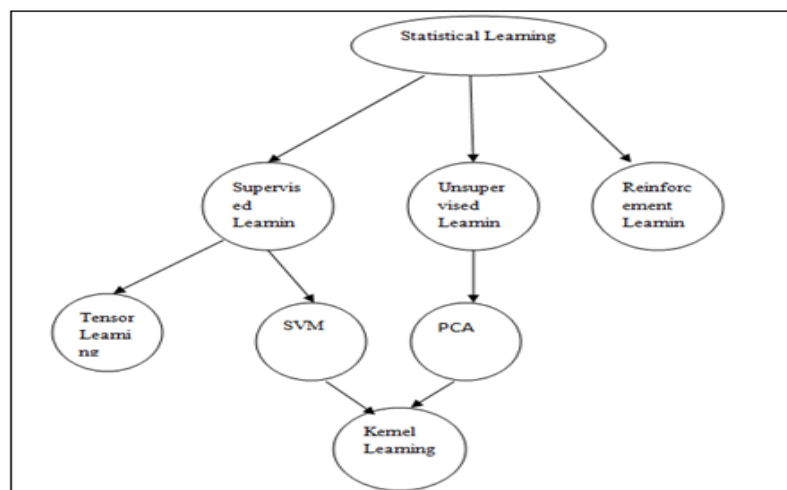 Statistical Learning
Supervis
ed
Learnin
Unsuper
vised
Learnin
Reinforc
ement
Learnin
Tensor
Learni
ng
SVM
PCA
Kernel
Learning